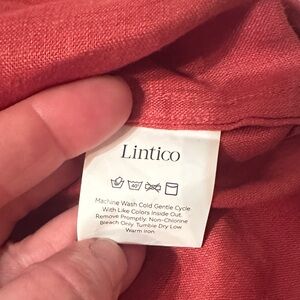 Lintico
40°
Machine Wash Cold Gentle Cycle
With Like Colors Inside Out
Remove Promptly. Non-Chlorine
Bleach Only. Tumble Dry Low
Warm Iron